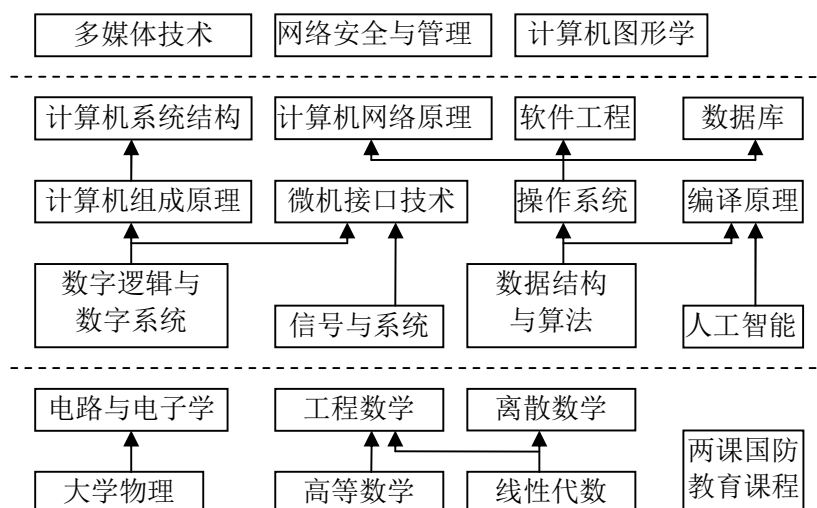 多媒体技术
网络安全与管理
计算机图形学
计算机系统结构
计算机网络原理
软件工程
数据库
计算机组成原理
微机接口技术
操作系统
编译原理
数字逻辑与
数字系统
信号与系统
数据结构
与算法
人工智能
电路与电子学
工程数学
离散数学
大学物理
高等数学
线性代数
两课国防
教育课程